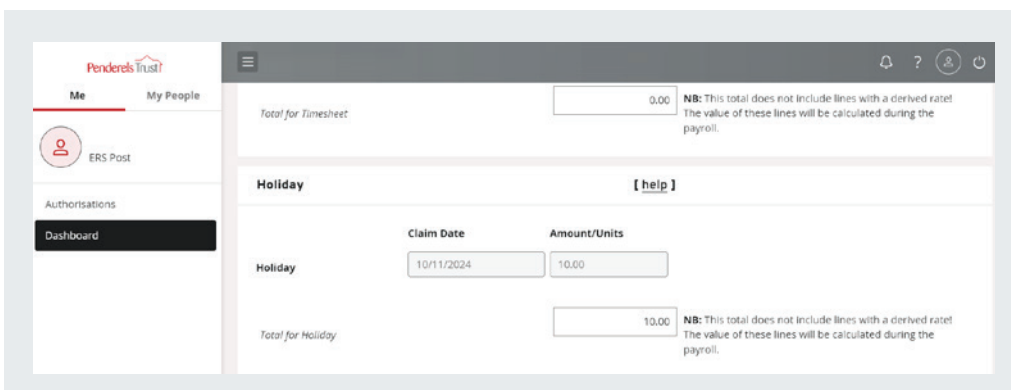 Penderels Trust
?
Me My People
Total for Timesheet 0.00 NB: This total does not include lines with a derived rate!
The value of these lines will be calculated during the
payroll.
ERS Post
Holiday [ help ]
Authorisations
Dashboard
Claim Date Amount/Units
Holiday 10/11/2024 10.00
Total for Holiday 10.00 NB: This total does not include lines with a derived rate!
The value of these lines will be calculated during the
payroll.